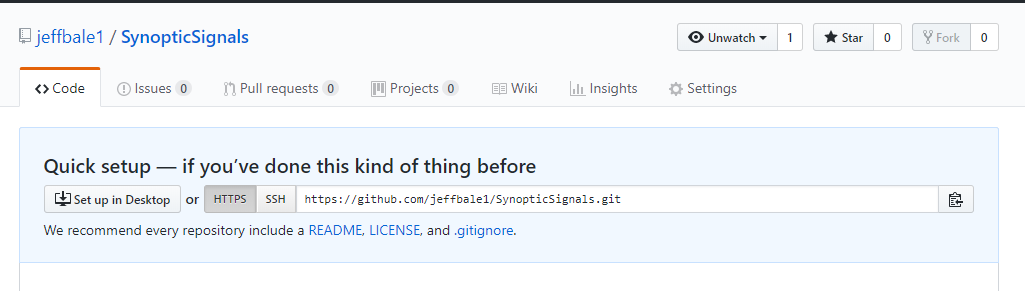 jeffbale1 / SynopticSignals
Unwatch 1 Star 0 Fork 0
Code Issues 0 Pull requests 0 Projects 0 Wiki Insights Settings
Quick setup — if you’ve done this kind of thing before
Set up in Desktop or HTTPS SSH https://github.com/jeffbale1/SynopticSignals.git
We recommend every repository include a README, LICENSE, and .gitignore.